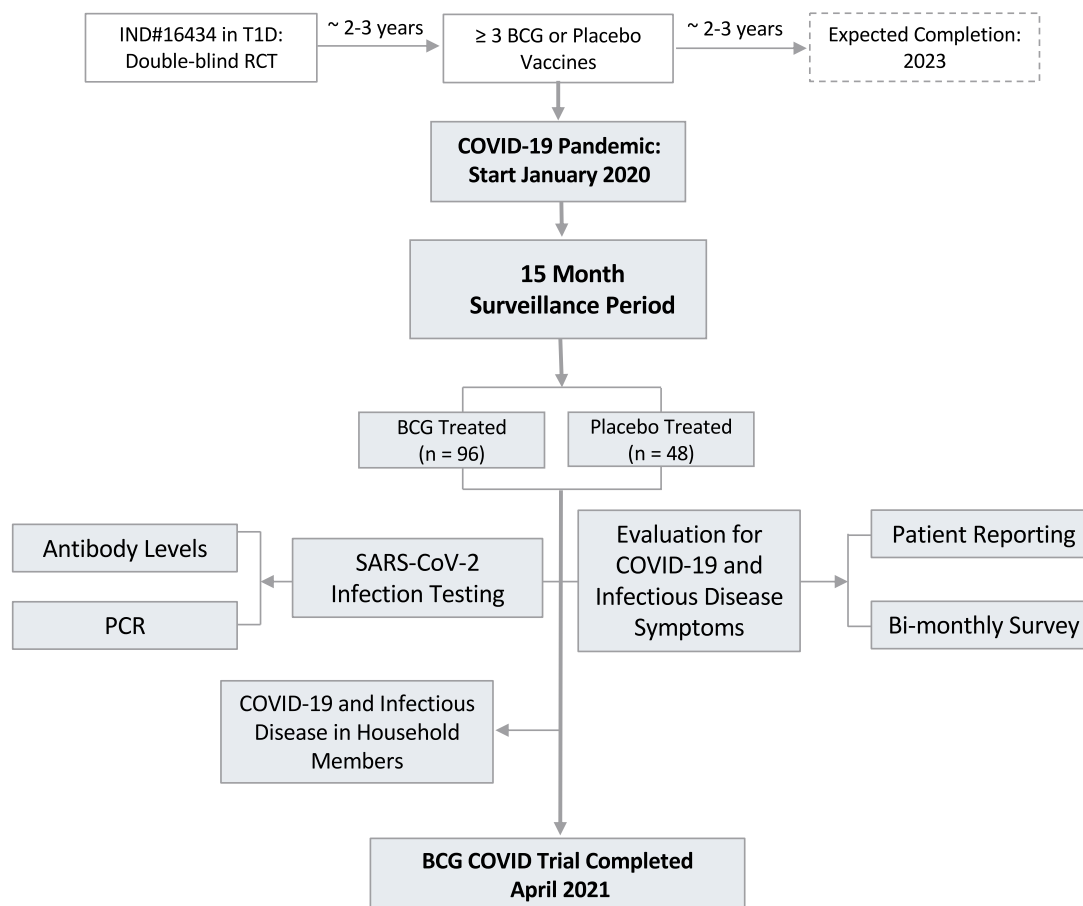 IND#16434 in T1D:
Double-blind RCT
~ 2-3 years
≥ 3 BCG or Placebo
Vaccines
~ 2-3 years
Expected Completion:
2023
COVID-19 Pandemic:
Start January 2020
15 Month
Surveillance Period
BCG Treated
(n = 96)
Placebo Treated
(n = 48)
Antibody Levels
PCR
SARS-CoV-2
Infection Testing
Evaluation for
COVID-19 and
Infectious Disease
Symptoms
Patient Reporting
Bi-monthly Survey
COVID-19 and Infectious
Disease in Household
Members
BCG COVID Trial Completed
April 2021